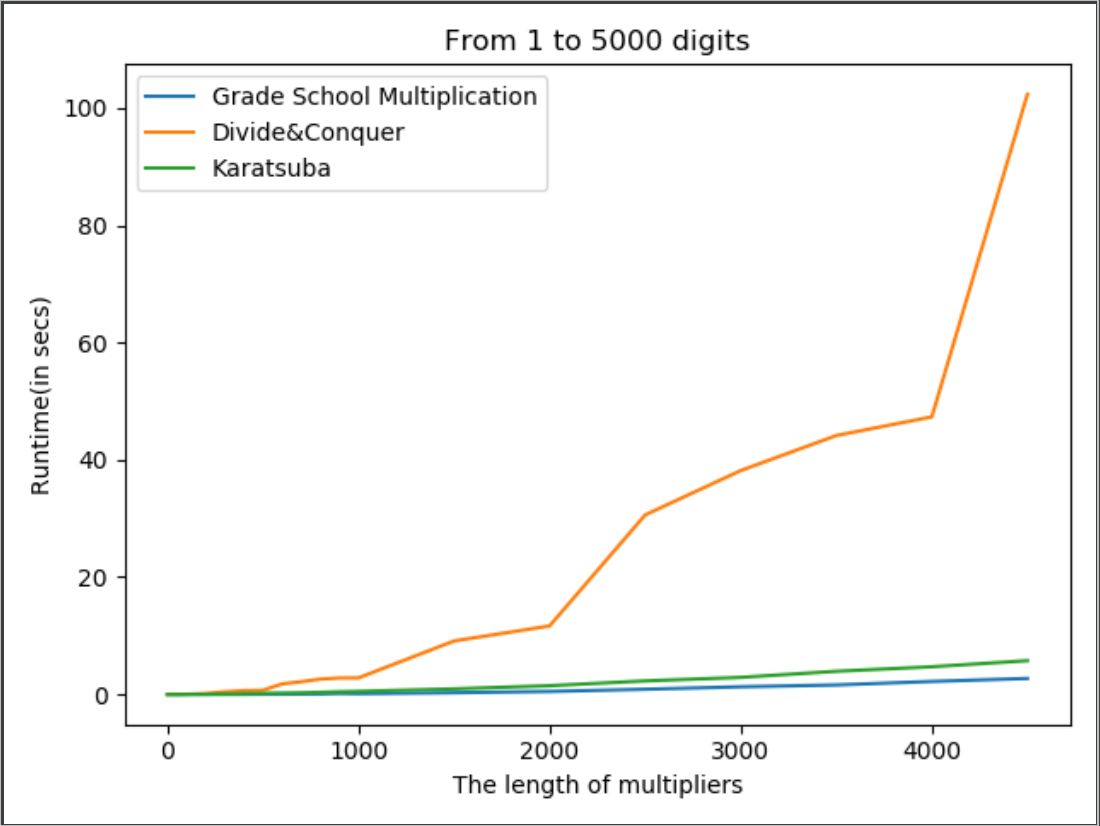 From 1 to 5000 digits
Grade School Multiplication
Divide&Conquer
Karatsuba
100
80
60
40
20
0
Runtime(in secs)
0 1000 2000 3000 4000
The length of multipliers